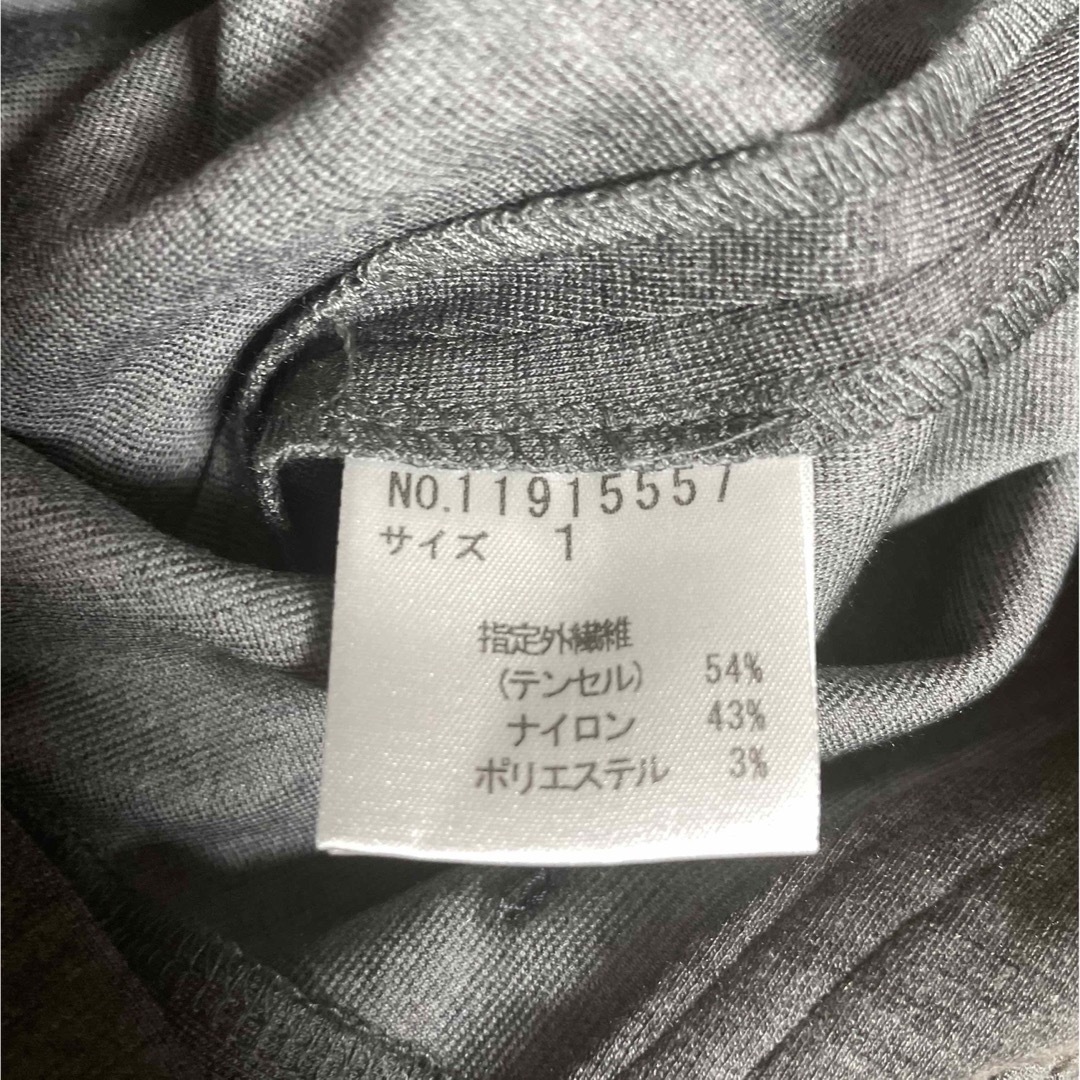 NO.11915557
サイズ 1
指定外繊維
(テンセル) 54%
ナイロン 43%
ポリエステル 3%